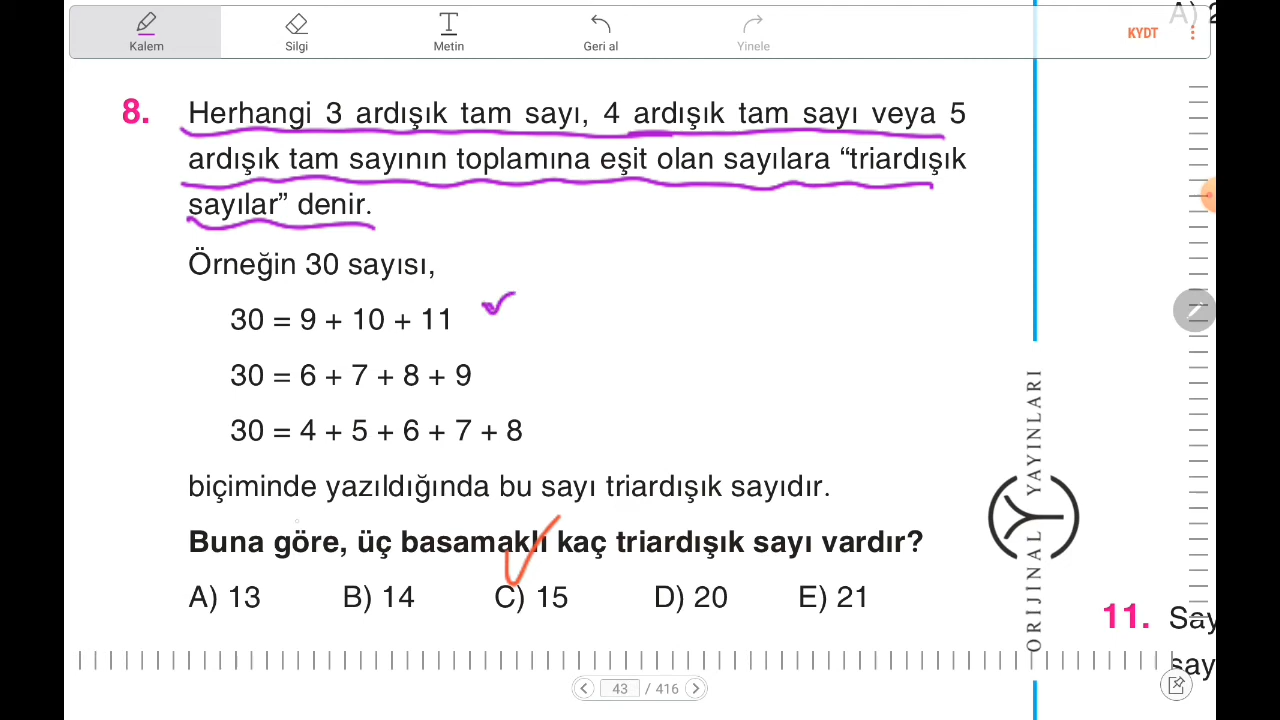 Kalem
Silgi
Metin
Geri al
Yinele
KYDT
A) 2
8. Herhangi 3 ardışık tam sayı, 4 ardışık tam sayı veya 5
ardışık tam sayının toplamına eşit olan sayılara “triardışık
sayılar” denir.
Örneğin 30 sayısı,
30 = 9 + 10 + 11
30 = 6 + 7 + 8 + 9
30 = 4 + 5 + 6 + 7 + 8
biçiminde yazıldığında bu sayı triardışık sayıdır.
Buna göre, üç basamaklı kaç triardışık sayı vardır?
A) 13 B) 14 C) 15 D) 20 E) 21
ORIJINAL YAYINLARI
11. Say
say
43 / 416